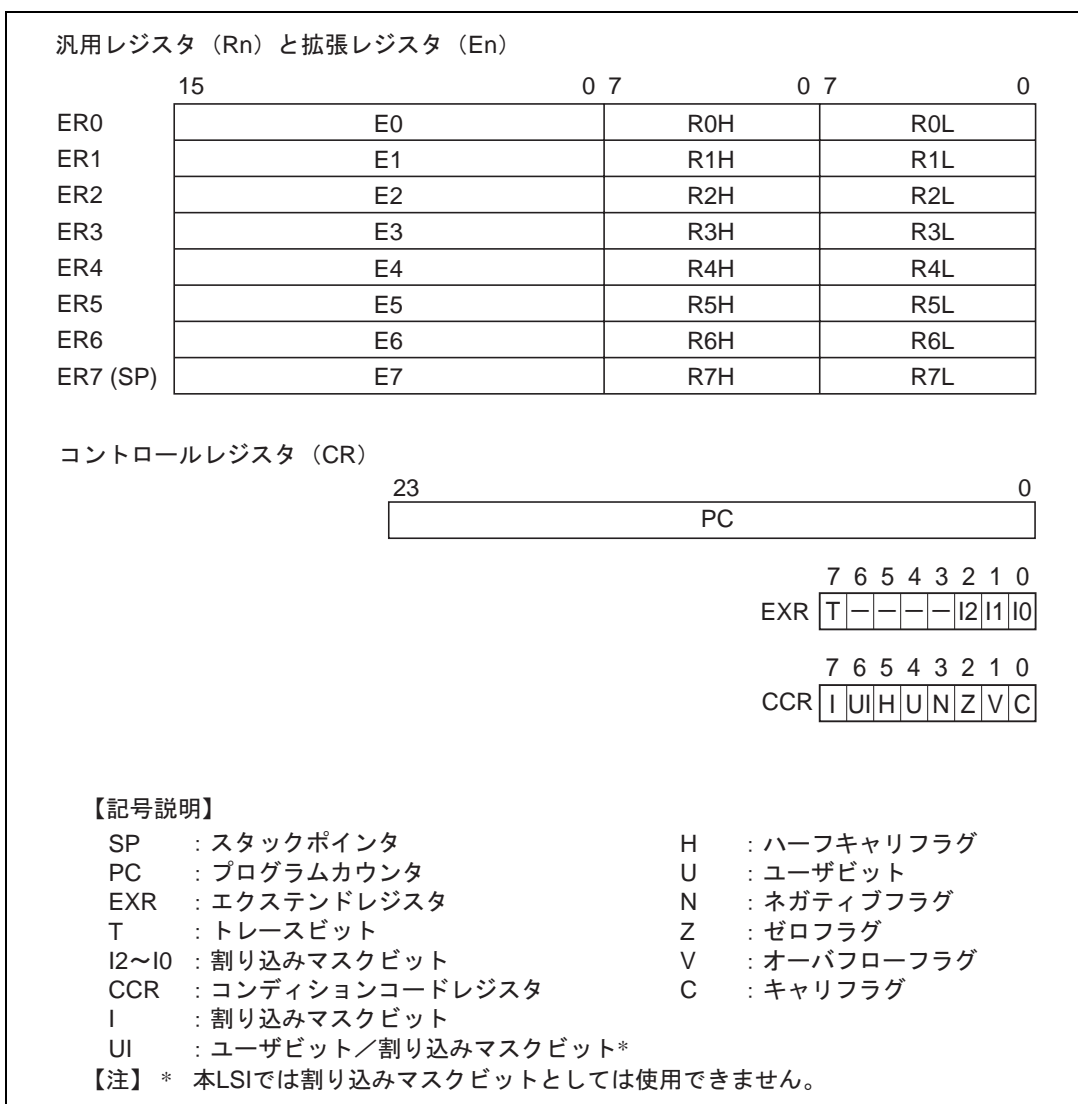 汎用レジスタ（Rn）と拡張レジスタ（En）
15 0 7 0 7 0
ER0 E0 R0H R0L
ER1 E1 R1H R1L
ER2 E2 R2H R2L
ER3 E3 R3H R3L
ER4 E4 R4H R4L
ER5 E5 R5H R5L
ER6 E6 R6H R6L
ER7 (SP) E7 R7H R7L
コントロールレジスタ（CR）
23 0
PC
7 6 5 4 3 2 1 0
EXR T － － － － I2 I1 I0
7 6 5 4 3 2 1 0
CCR I UI H U N Z V C
【記号説明】
SP ：スタックポインタ
PC ：プログラムカウンタ
EXR ：エクステンドレジスタ
T ：トレースビット
I2～I0 ：割り込みマスクビット
CCR ：コンディションコードレジスタ
I ：割り込みマスクビット
UI ：ユーザビット／割り込みマスクビット*
H ：ハーフキャリフラグ
U ：ユーザビット
N ：ネガティブフラグ
Z ：ゼロフラグ
V ：オーバフローフラグ
C ：キャリフラグ
【注】 * 本LSIでは割り込みマスクビットとしては使用できません。